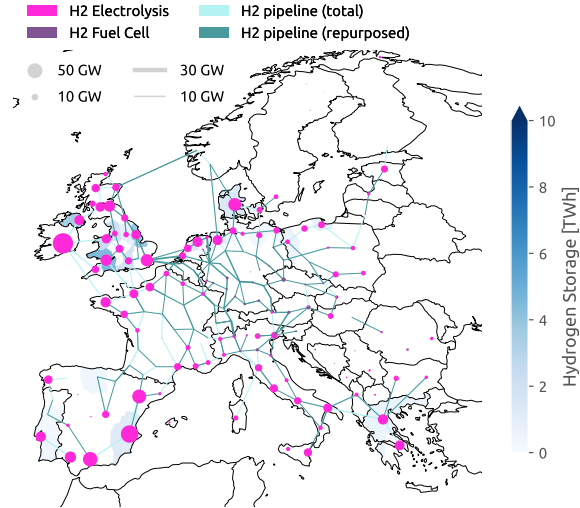 H2 Electrolysis
H2 Fuel Cell
H2 pipeline (total)
H2 pipeline (repurposed)
50 GW
10 GW
30 GW
10 GW
10
8
6
4
2
0
Hydrogen Storage [TWh]